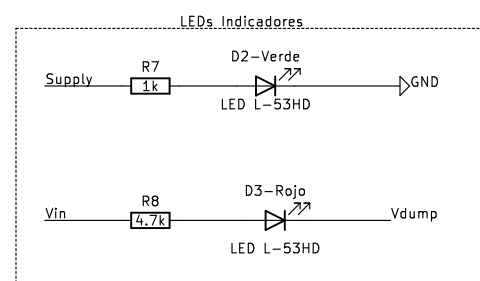 LEDs Indicadores
R7
D2-Verde
Supply
1k
GND
LED L-53HD
R8
D3-Rojo
Vin
4.7k
Vdump
LED L-53HD